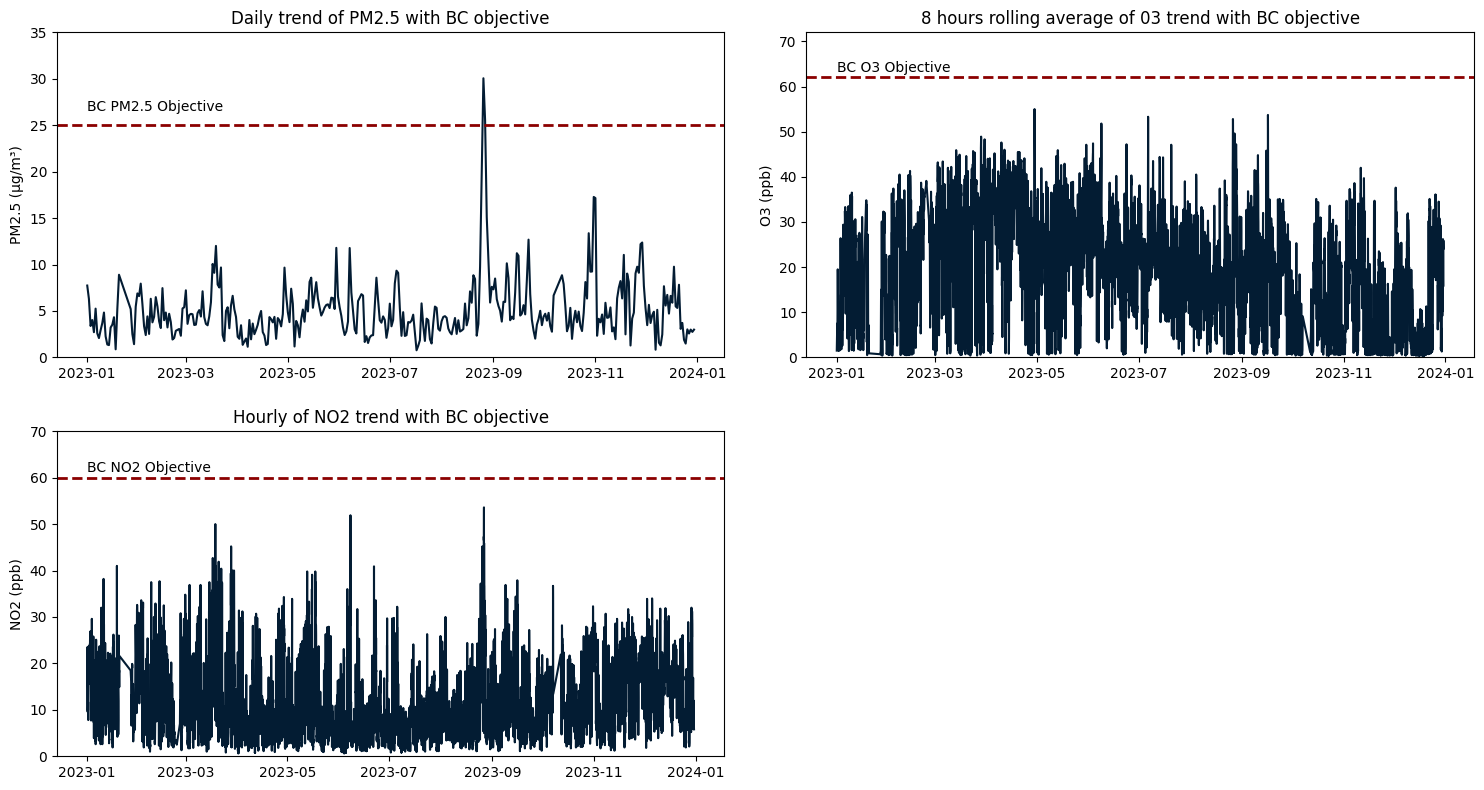 Daily trend of PM2.5 with BC objective
35
30
25
20
15
10
5
0
PM2.5 (µg/m³)
BC PM2.5 Objective
2023-01 2023-03 2023-05 2023-07 2023-09 2023-11 2024-01
8 hours rolling average of 03 trend with BC objective
70
60
50
40
30
20
10
0
O3 (ppb)
BC O3 Objective
2023-01 2023-03 2023-05 2023-07 2023-09 2023-11 2024-01
Hourly of NO2 trend with BC objective
70
60
50
40
30
20
10
0
NO2 (ppb)
BC NO2 Objective
2023-01 2023-03 2023-05 2023-07 2023-09 2023-11 2024-01